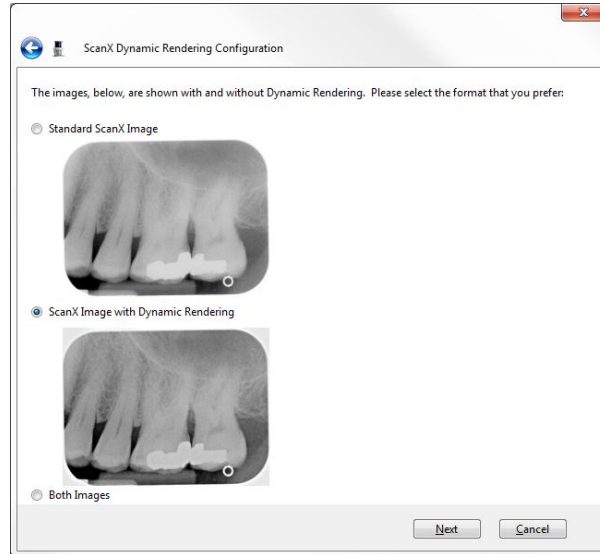 ScanX Dynamic Rendering Configuration
The images, below, are shown with and without Dynamic Rendering. Please select the format that you prefer:
Standard ScanX Image
ScanX Image with Dynamic Rendering
Both Images
Next
Cancel